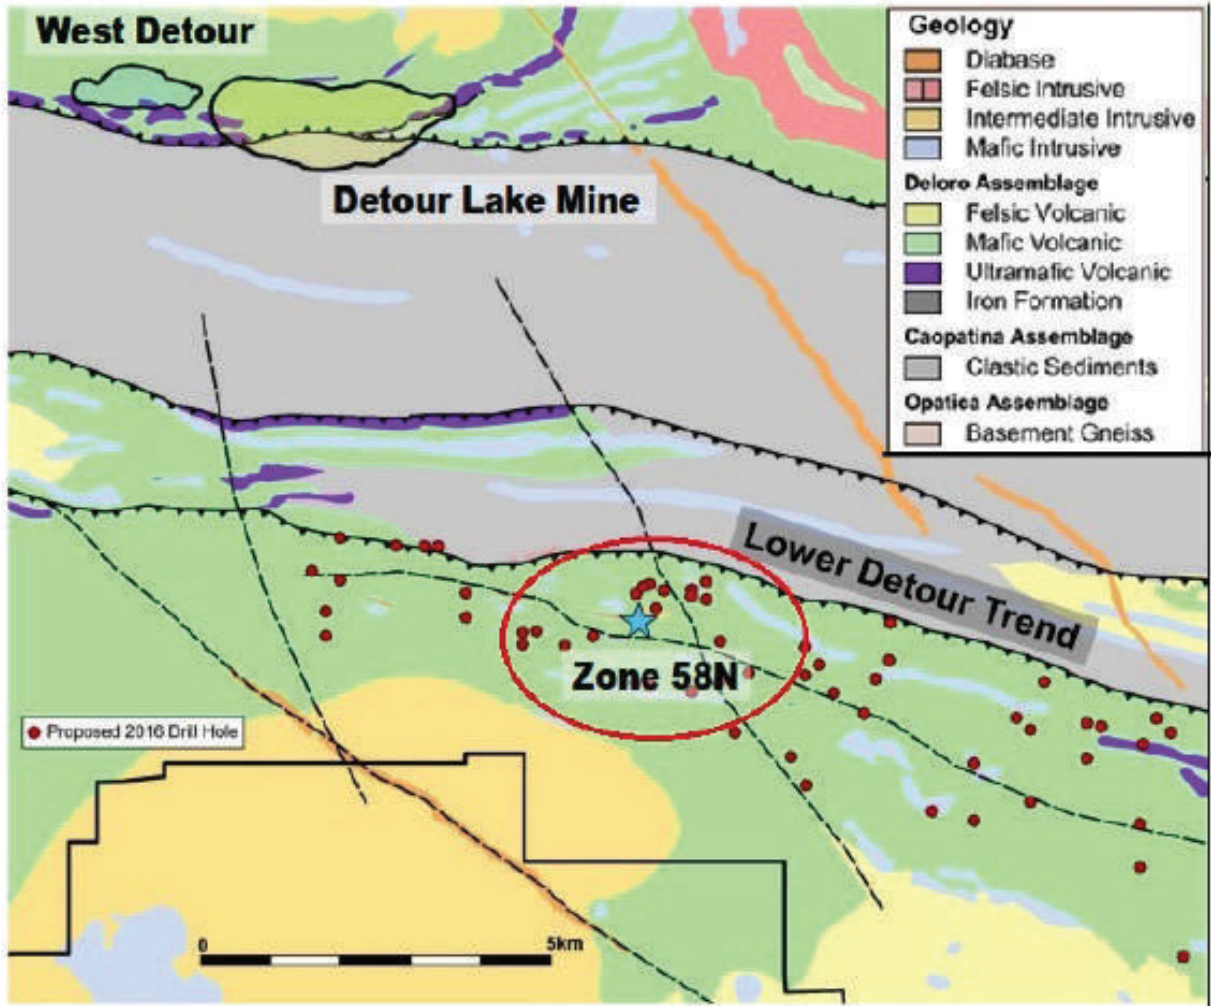 West Detour
Detour Lake Mine
Geology
Diabase
Felsic Intrusive
Intermediate Intrusive
Mafic Intrusive
Deloro Assemblage
Felsic Volcanic
Mafic Volcanic
Ultramafic Volcanic
Iron Formation
Caopatina Assemblage
Clastic Sediments
Opatica Assemblage
Basement Gneiss
Lower Detour Trend
Zone 58N
Proposed 2016 Drill Hole
0 5km